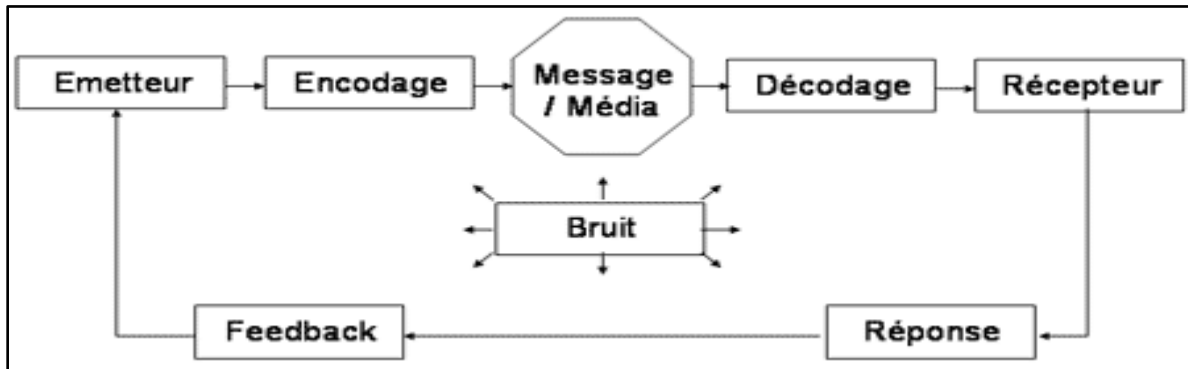 Emetteur
Encodage
Message
/ Média
Décodage
Récepteur
Bruit
Feedback
Réponse